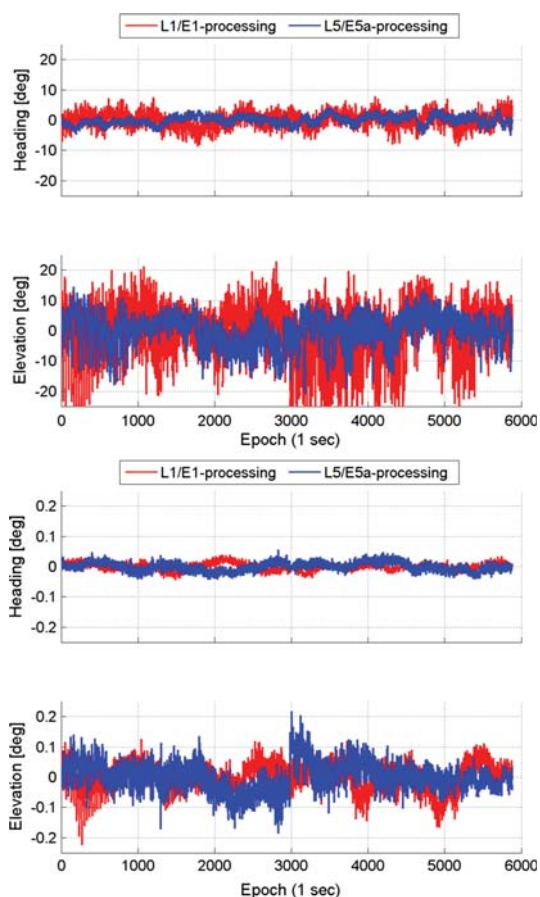 L1/E1-processing L5/E5a-processing
Heading [deg]
20
10
0
-10
-20
Elevation [deg]
20
10
0
-10
-20
0 1000 2000 3000 4000 5000 6000
Epoch (1 sec)
L1/E1-processing L5/E5a-processing
Heading [deg]
0.2
0.1
0
-0.1
-0.2
Elevation [deg]
0.2
0.1
0
-0.1
-0.2
0 1000 2000 3000 4000 5000 6000
Epoch (1 sec)